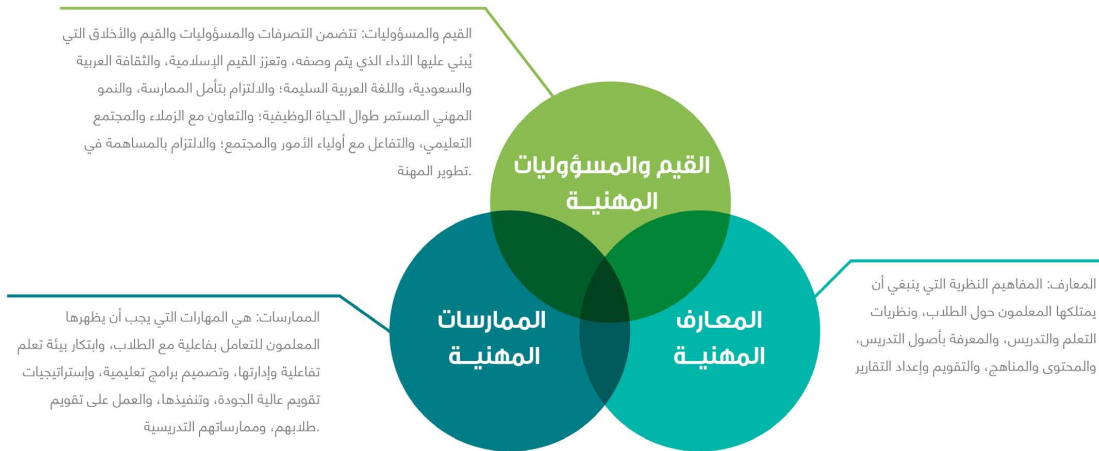 القيم والمسؤوليات: تتضمن التصرفات والمسؤوليات والقيم والأخلاق التي
يُبني عليها الأداء الذي يتم وصفه، وتعزز القيم الإسلامية، والثقافة العربية
والسعودية، واللغة العربية السليمة؛ والالتزام بتأمل الممارسة، والنمو
المهني المستمر طوال الحياة الوظيفية؛ والتعاون مع الزملاء والمجتمع
التعليمي، والتفاعل مع أولياء الأمور والمجتمع؛ والالتزام بالمساهمة في
.تطوير المهنة
القيم والمسؤوليات
المهنيــة
المعارف
المهنيــة
الممارسات
المهنيــة
المعارف: المفاهيم النظرية التي ينبغي أن
يمتلكها المعلمون حول الطلاب، ونظريات
التعلم والتدريس، والمعرفة بأصول التدريس،
والمحتوى والمناهج، والتقويم وإعداد التقارير
الممارسات: هي المهارات التي يجب أن يظهرها
المعلمون للتعامل بفاعلية مع الطلاب، وابتكار بيئة تعلم
تفاعلية وإدارتها، وتصميم برامج تعليمية، وإستراتيجيات
تقويم عالية الجودة، وتنفيذها، والعمل على تقويم
.طلابهم، وممارساتهم التدريسية